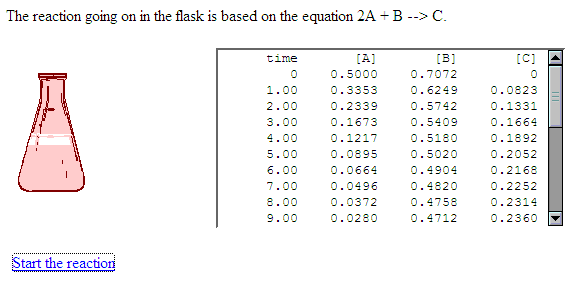 The reaction going on in the flask is based on the equation 2A + B --> C.
time [A] [B] [C]
0 0.5000 0.7072 0
1.00 0.3353 0.6249 0.0823
2.00 0.2339 0.5742 0.1331
3.00 0.1673 0.5409 0.1664
4.00 0.1217 0.5180 0.1892
5.00 0.0895 0.5020 0.2052
6.00 0.0664 0.4904 0.2168
7.00 0.0496 0.4820 0.2252
8.00 0.0372 0.4758 0.2314
9.00 0.0280 0.4712 0.2360
Start the reaction